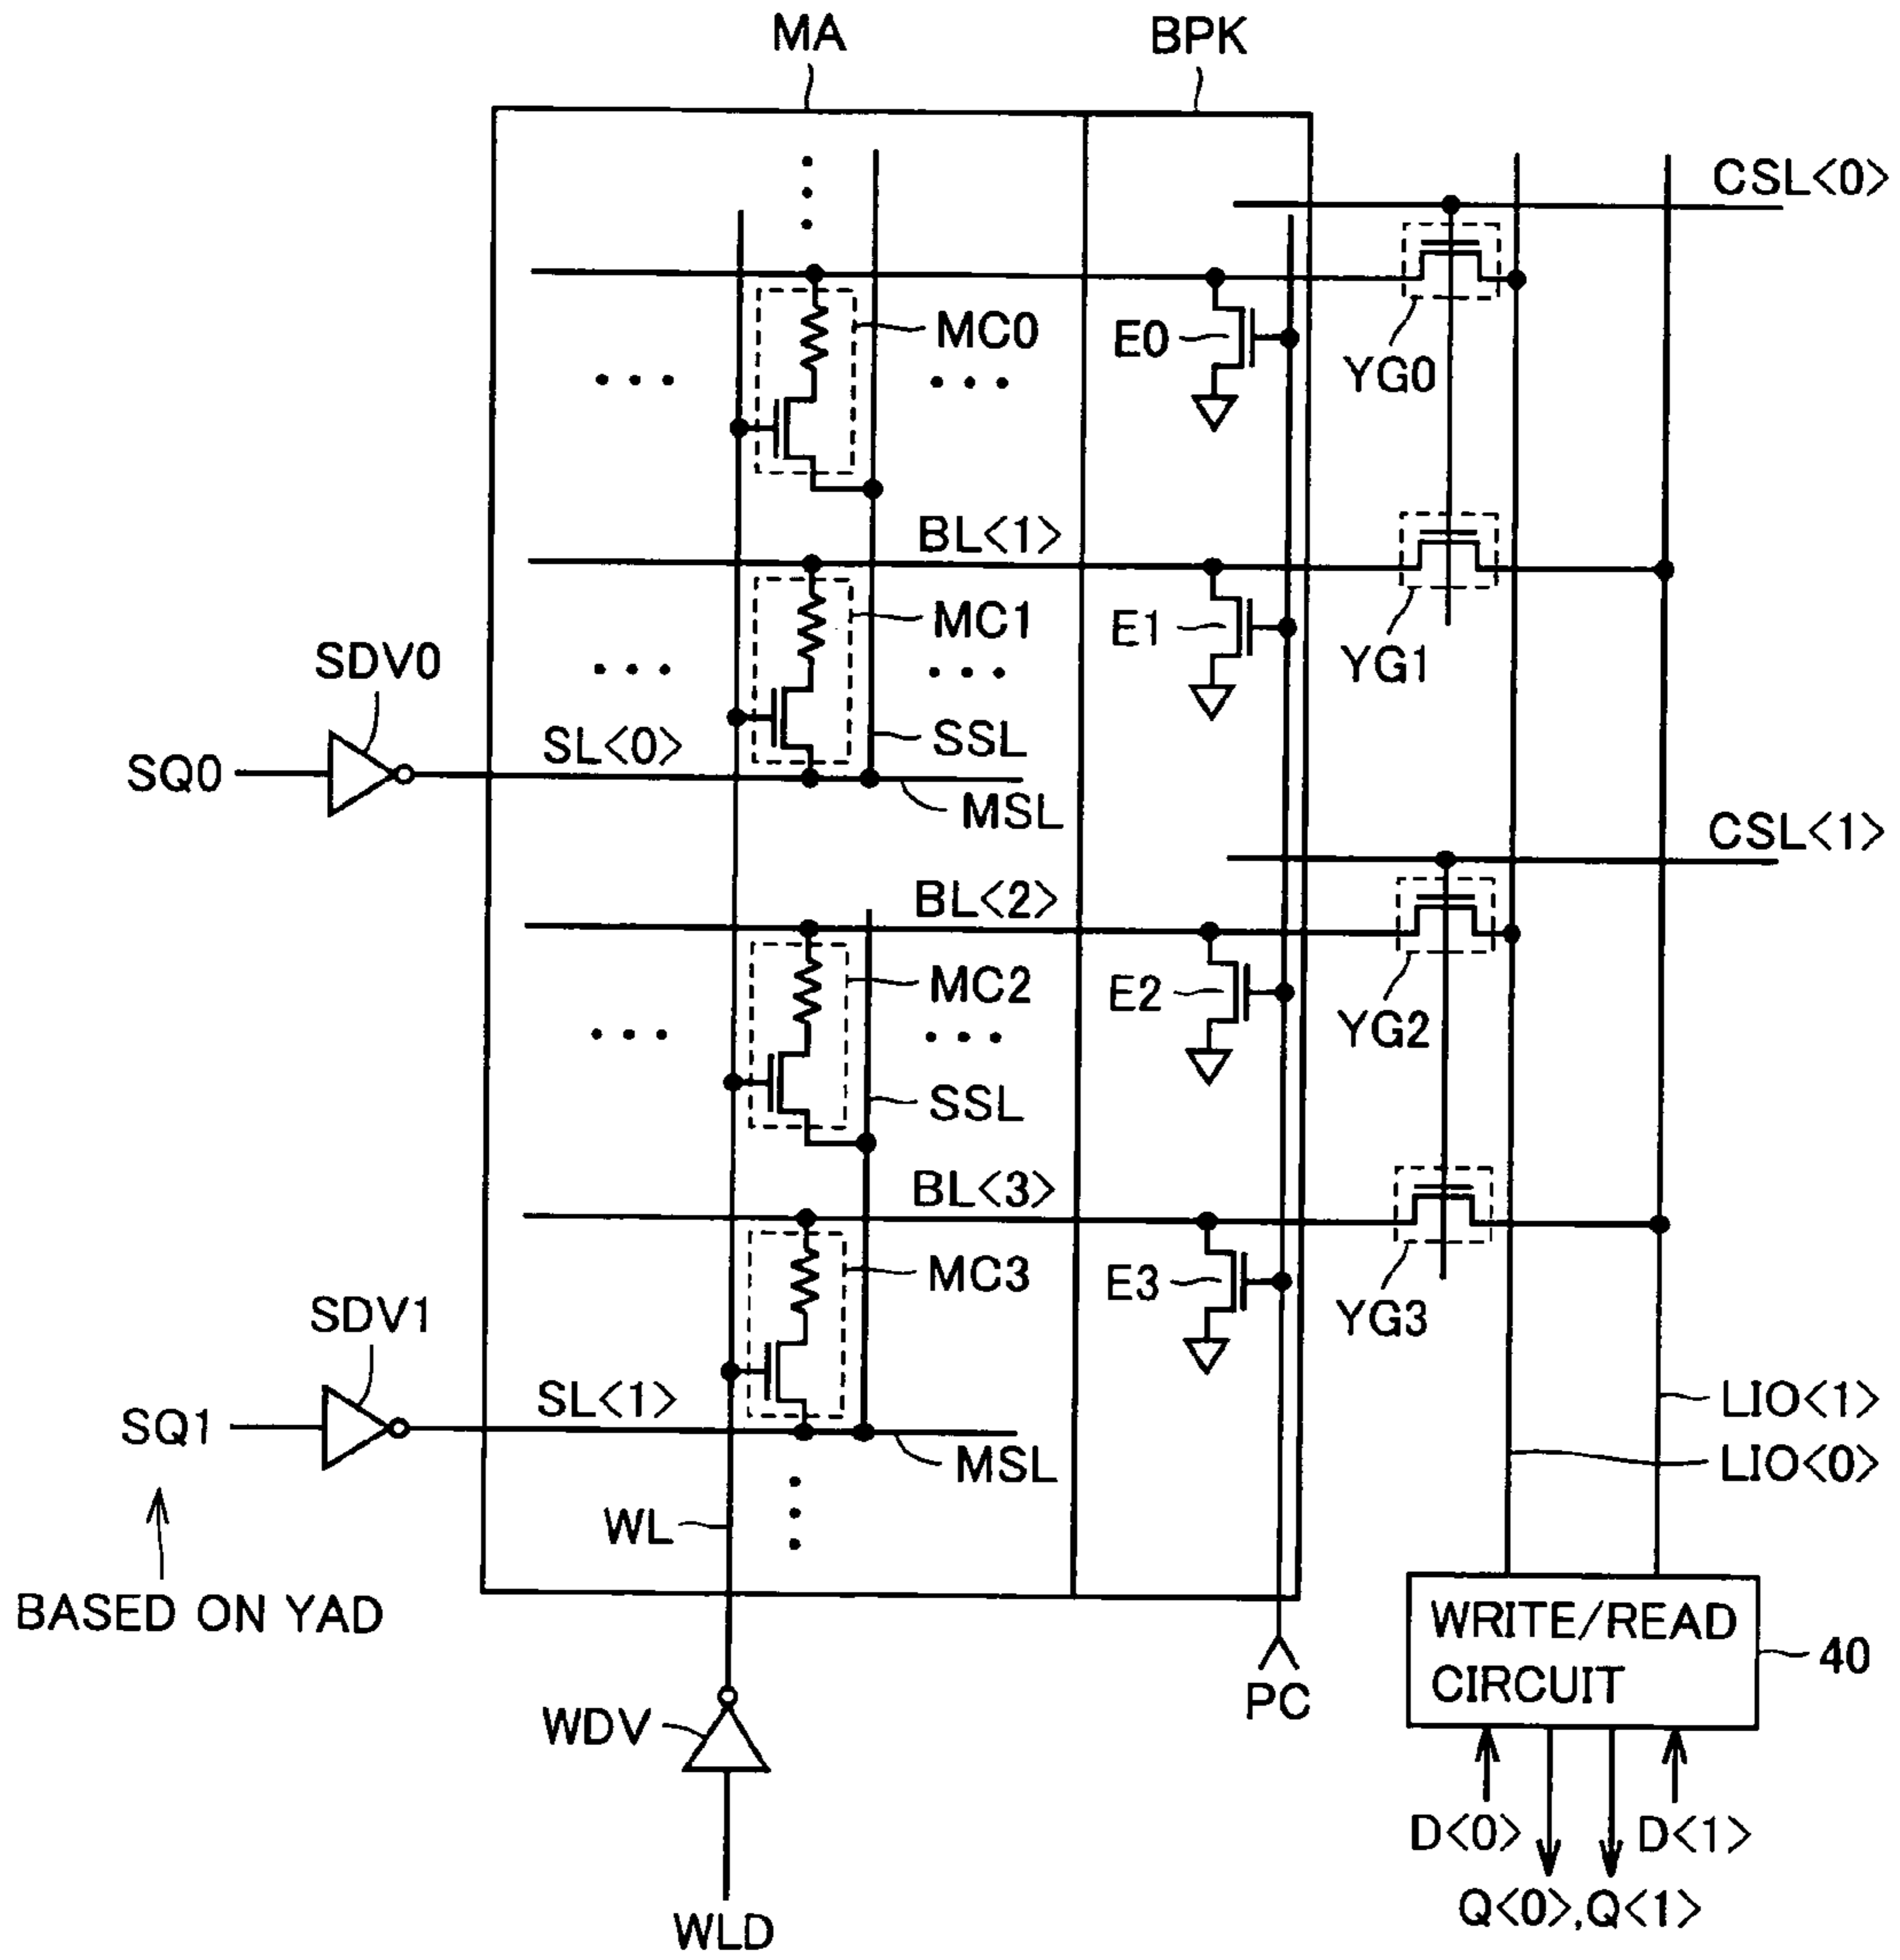 MA
BPK
CSL<0>
MC0
E0
YG0
BL<1>
MC1
E1
YG1
SDV0
SL<0>
SSL
SQ0
MSL
CSL<1>
BL<2>
MC2
E2
YG2
SSL
BL<3>
MC3
E3
YG3
SDV1
SL<1>
LIO<1>
SQ1
MSL
LIO<0>
WL
BASED ON YAD
WRITE/READ
CIRCUIT
40
PC
WDV
D<0>
D<1>
Q<0>,Q<1>
WLD